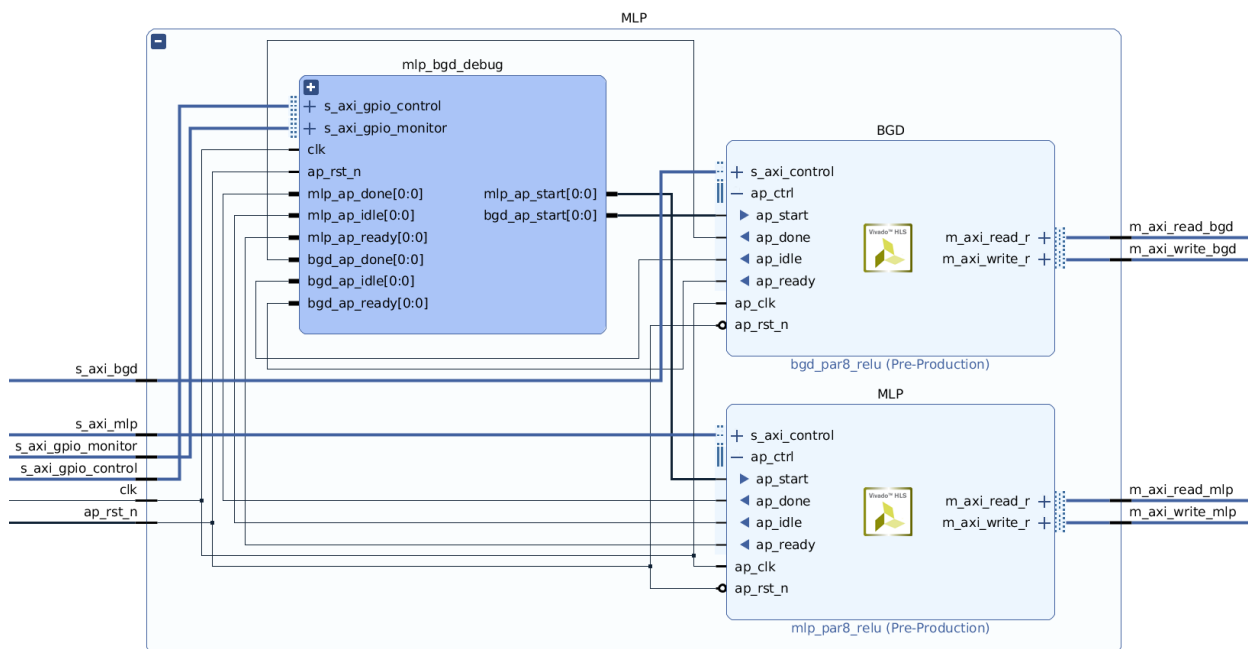 MLP
mlp_bgd_debug
s_axi_gpio_control
s_axi_gpio_monitor
clk
ap_rst_n
mlp_ap_done[0:0]
mlp_ap_idle[0:0]
mlp_ap_ready[0:0]
bgd_ap_done[0:0]
bgd_ap_idle[0:0]
bgd_ap_ready[0:0]
mlp_ap_start[0:0]
bgd_ap_start[0:0]
BGD
s_axi_control
ap_ctrl
ap_start
ap_done
ap_idle
ap_ready
ap_clk
ap_rst_n
Vivado™ HLS
m_axi_read_r
m_axi_write_r
bgd_par8_relu (Pre-Production)
m_axi_read_bgd
m_axi_write_bgd
s_axi_bgd
s_axi_mlp
s_axi_gpio_monitor
s_axi_gpio_control
clk
ap_rst_n
MLP
s_axi_control
ap_ctrl
ap_start
ap_done
ap_idle
ap_ready
ap_clk
ap_rst_n
Vivado™ HLS
m_axi_read_r
m_axi_write_r
mlp_par8_relu (Pre-Production)
m_axi_read_mlp
m_axi_write_mlp